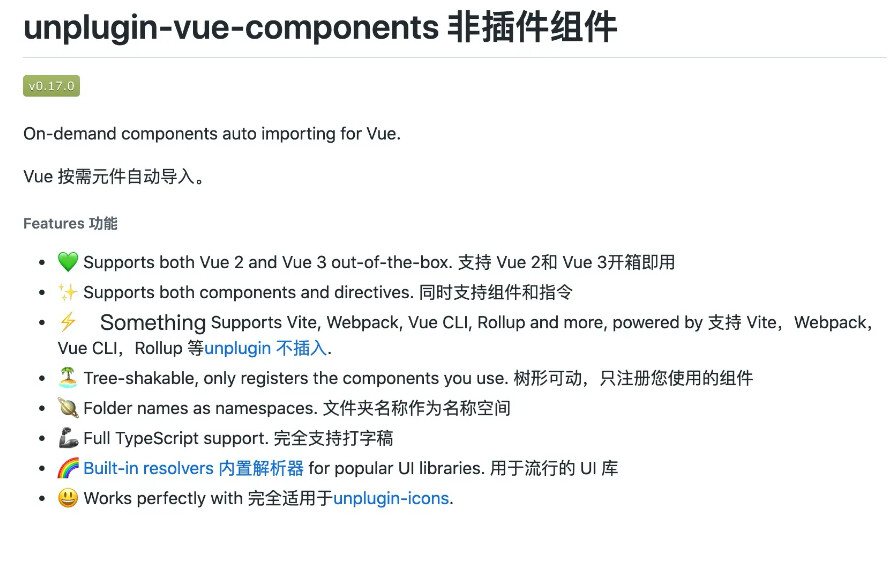 unplugin-vue-components 非插件组件
v0.17.0
On-demand components auto importing for Vue.
Vue 按需元件自动导入。
Features 功能
• 💚 Supports both Vue 2 and Vue 3 out-of-the-box. 支持 Vue 2和 Vue 3开箱即用
• ✨ Supports both components and directives. 同时支持组件和指令
• ⚡ Something Supports Vite, Webpack, Vue CLI, Rollup and more, powered by 支持 Vite，Webpack，
Vue CLI，Rollup 等unplugin 不插入.
• 🏝 Tree-shakable, only registers the components you use. 树形可动，只注册您使用的组件
• 🪐 Folder names as namespaces. 文件夹名称作为名称空间
• 🦾 Full TypeScript support. 完全支持打字稿
• 🌈 Built-in resolvers 内置解析器 for popular UI libraries. 用于流行的 UI 库
• 😃 Works perfectly with 完全适用于unplugin-icons.